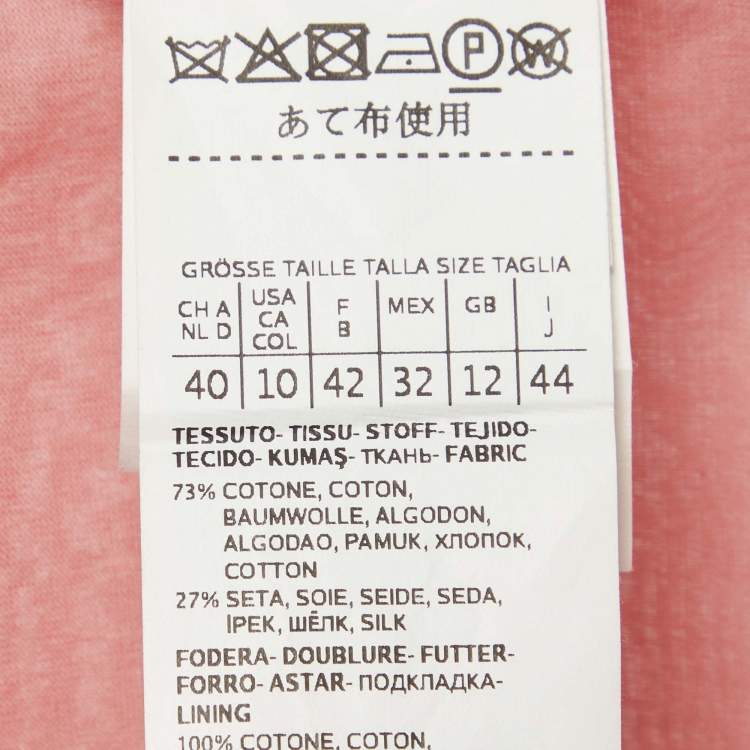 P W
あて布使用
GRÖSSE TAILLE TALLA SIZE TAGLIA
CH A NL D | USA CA COL | F B | MEX | GB | I J
40 | 10 | 42 | 32 | 12 | 44
TESSUTO- TISSU- STOFF- TEJIDO-
TECIDO- KUMAŞ- ТКАНЬ- FABRIC
73% COTONE, COTON,
BAUMWOLLE, ALGODON,
ALGODAO, PAMUK, ХЛОПОК,
COTTON
27% SETA, SOIE, SEIDE, SEDA,
İPEK, ШЁЛК, SILK
FODERA- DOUBLURE- FUTTER-
FORRO- ASTAR- ПОДКЛАДКА-
LINING
100% COTONE, COTON,